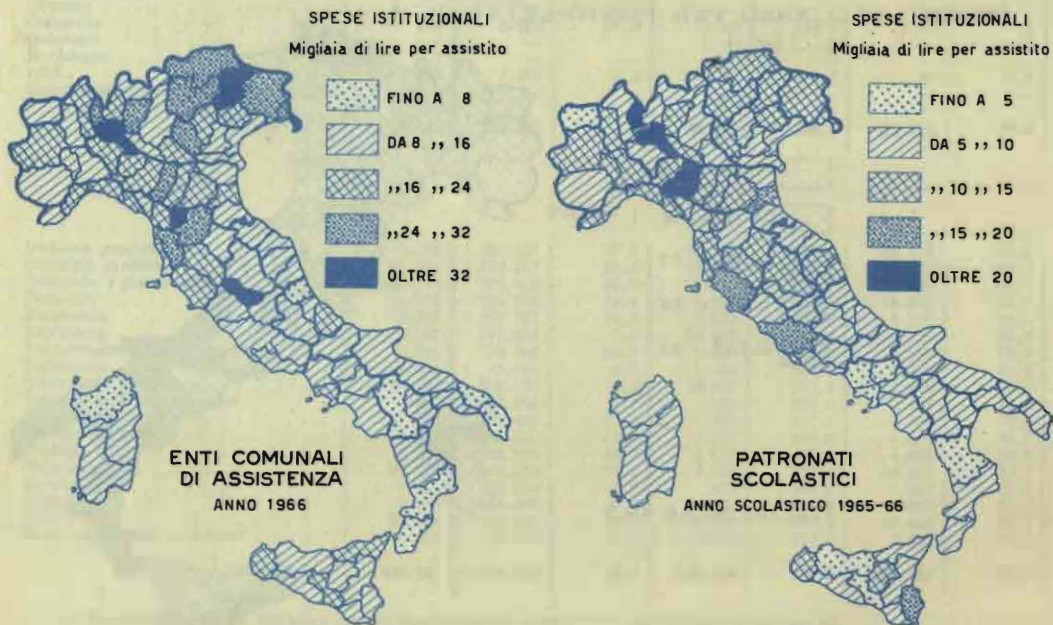 SPESE ISTITUZIONALI
Migliaia di lire per assistito
FINO A 8
DA 8 ,, 16
,,16 ,,24
,,24 ,,32
OLTRE 32
ENTI COMUNALI
DI ASSISTENZA
ANNO 1966
SPESE ISTITUZIONALI
Migliaia di lire per assistito
FINO A 5
DA 5 ,, 10
,,10 ,,15
,,15 ,,20
OLTRE 20
PATRONATI
SCOLASTICI
ANNO SCOLASTICO 1965-66